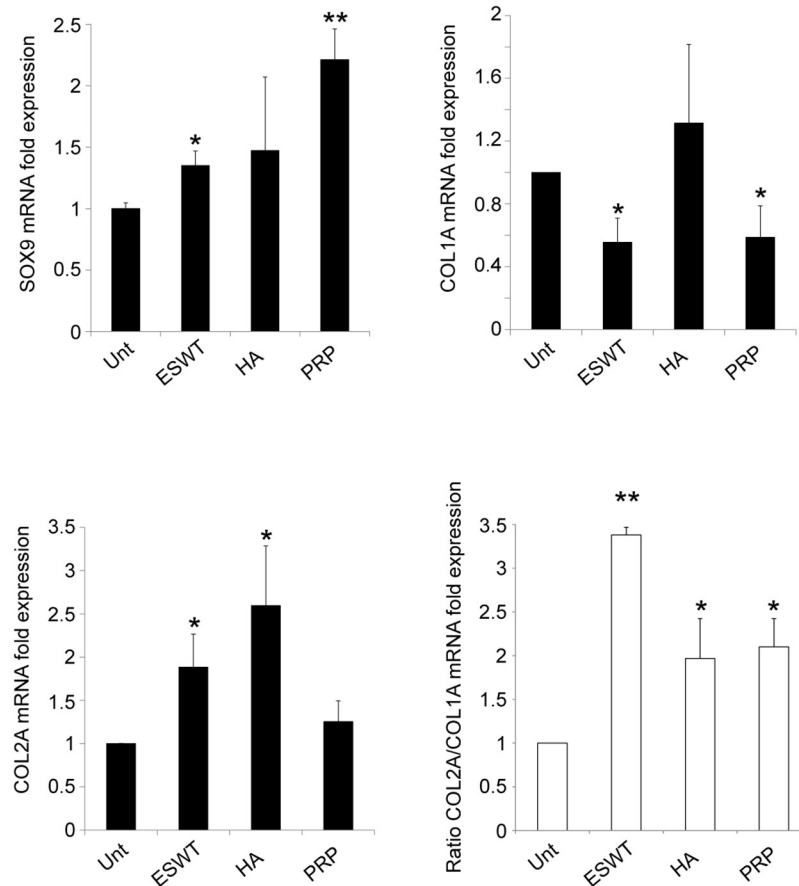 SOX9 mRNA fold expression
2.5
**
2
1.5
*
1
0.5
0
Unt
ESWT
HA
PRP
COL1A mRNA fold expression
2
1.6
1.2
0.8
*
*
0.4
0
Unt
ESWT
HA
PRP
COL2A mRNA fold expression
3.5
*
3
2.5
*
2
1.5
1
0.5
0
Unt
ESWT
HA
PRP
Ratio COL2A/COL1A mRNA fold expression
**
3.5
3
2.5
*
*
2
1.5
1
0.5
0
Unt
ESWT
HA
PRP